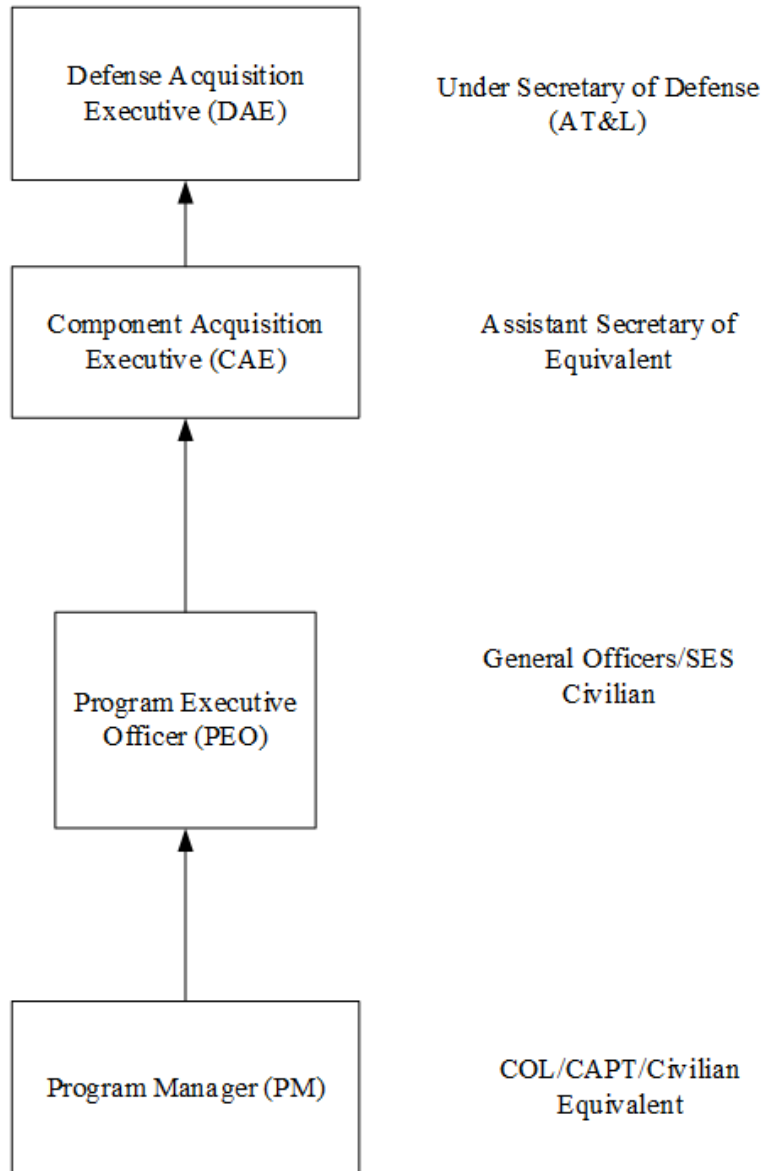 Defense Acquisition
Executive (DAE)
Under Secretary of Defense
(AT&L)
Component Acquisition
Executive (CAE)
Assistant Secretary of
Equivalent
Program Executive
Officer (PEO)
General Officers/SES
Civilian
Program Manager (PM)
COL/CAPT/Civilian
Equivalent